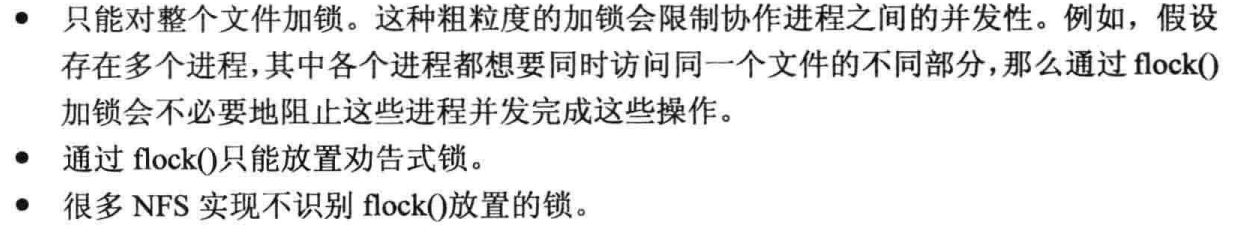 ● 只能对整个文件加锁。这种粗粒度的加锁会限制协作进程之间的并发性。例如，假设
存在多个进程,其中各个进程都想要同时访问同一个文件的不同部分,那么通过 flock()
加锁会不必要地阻止这些进程并发完成这些操作。
● 通过 flock()只能放置劝告式锁。
● 很多 NFS 实现不识别 flock()放置的锁。